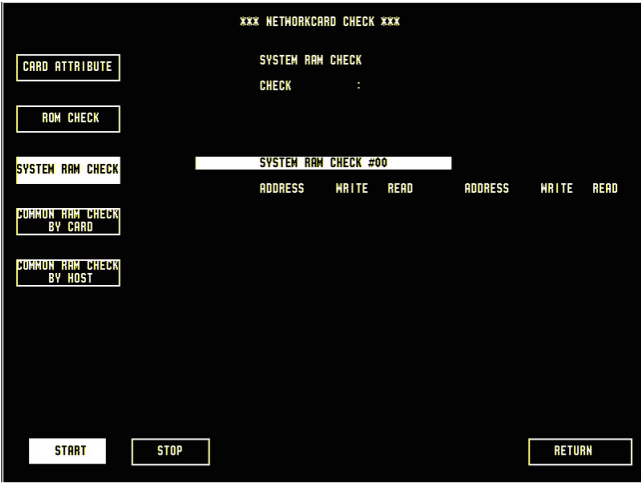 *** NETWORKCARD CHECK ***
SYSTEM RAM CHECK
CARD ATTRIBUTE
CHECK :
ROM CHECK
SYSTEM RAM CHECK #00
SYSTEM RAM CHECK
ADDRESS WRITE READ ADDRESS WRITE READ
COMMON RAM CHECK
BY CARD
COMMON RAM CHECK
BY HOST
START STOP RETURN